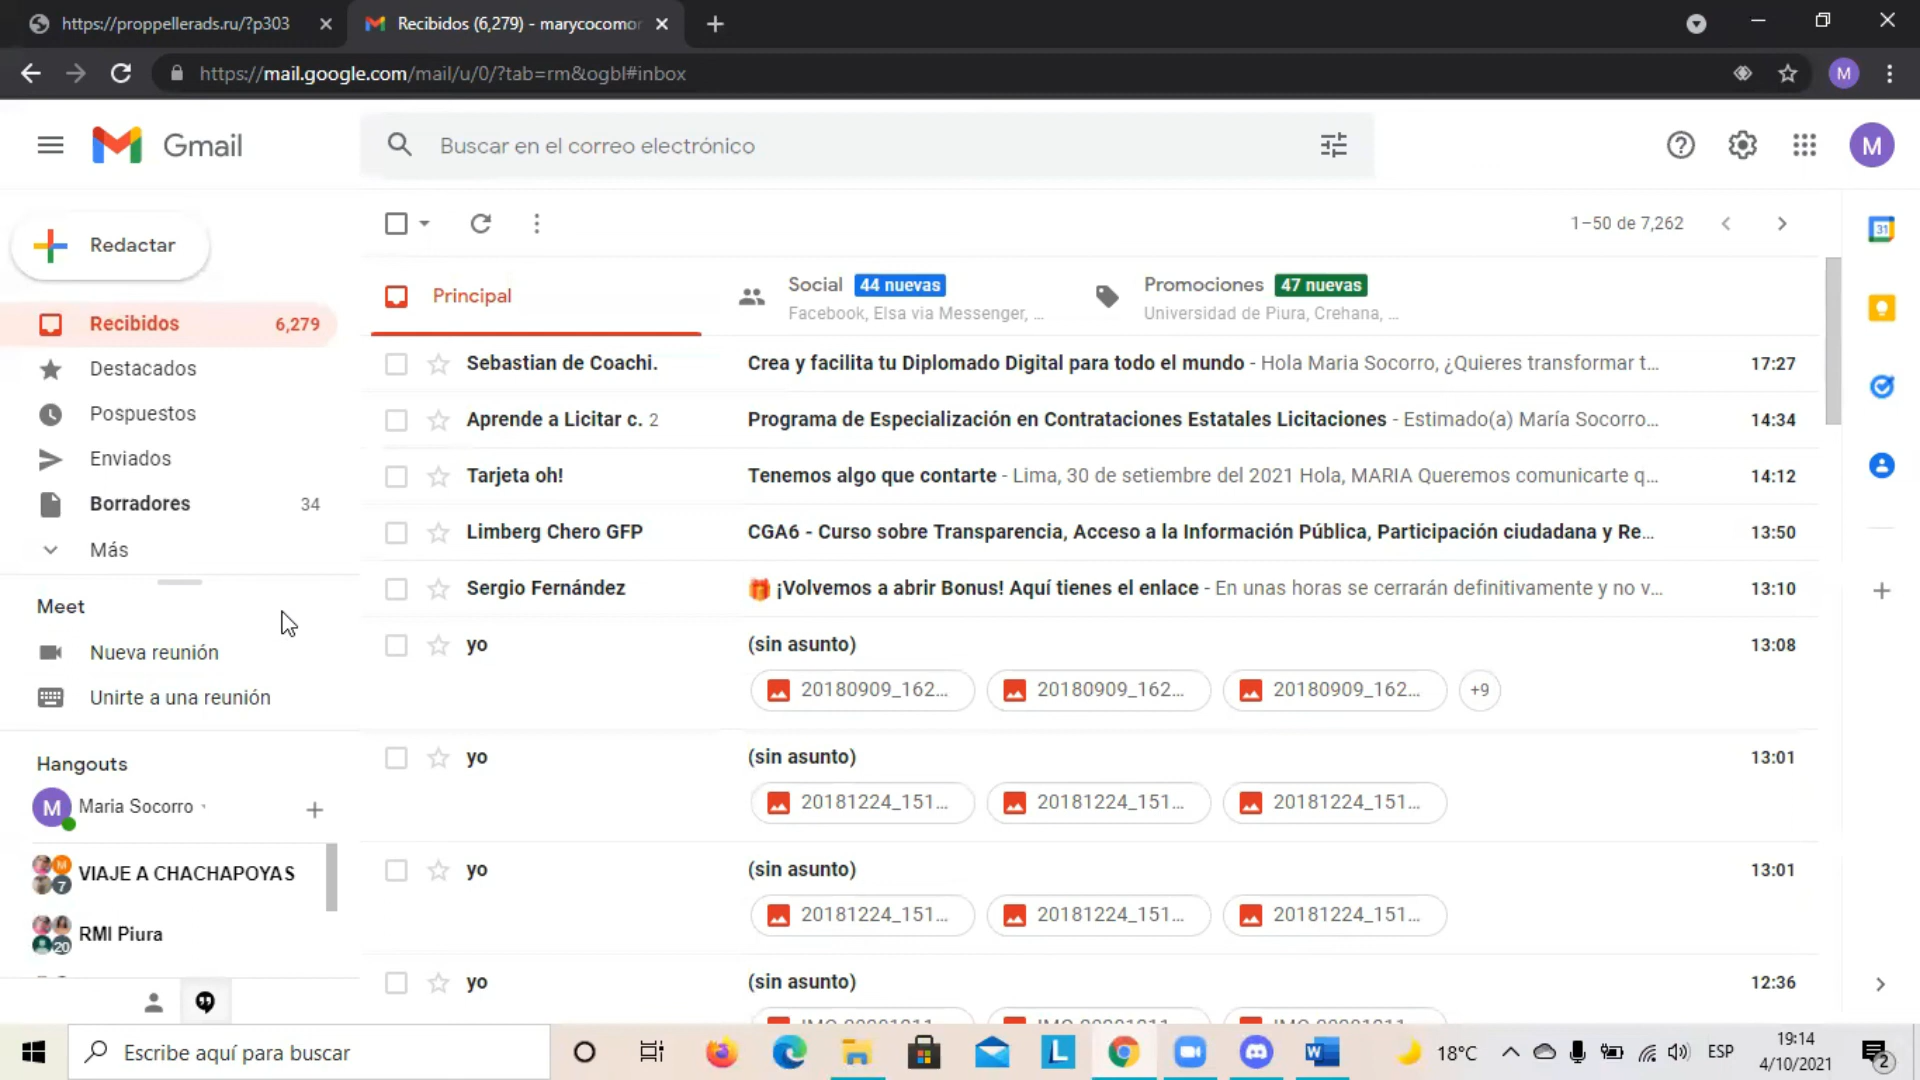 https://proppellerads.ru/?p303
Recibidos (6,279) - marycocomor
https://mail.google.com/mail/u/0/?tab=rm&ogbl#inbox
M
Gmail
Buscar en el correo electrónico
M
Redactar
1–50 de 7,262
31
Principal
Social 44 nuevas
Facebook, Elsa via Messenger, ...
Promociones 47 nuevas
Universidad de Piura, Crehana, ...
Recibidos 6,279
Destacados
Pospuestos
Enviados
Borradores 34
Más
Sebastian de Coachi. Crea y facilita tu Diplomado Digital para todo el mundo - Hola Maria Socorro, ¿Quieres transformar t... 17:27
Aprende a Licitar c. 2 Programa de Especialización en Contrataciones Estatales Licitaciones - Estimado(a) María Socorro... 14:34
Tarjeta oh! Tenemos algo que contarte - Lima, 30 de setiembre del 2021 Hola, MARIA Queremos comunicarte q... 14:12
Limberg Chero GFP CGA6 - Curso sobre Transparencia, Acceso a la Información Pública, Participación ciudadana y Re... 13:50
Sergio Fernández ¡Volvemos a abrir Bonus! Aquí tienes el enlace - En unas horas se cerrarán definitivamente y no v... 13:10
yo (sin asunto) 13:08
20180909_162... 20180909_162... 20180909_162... +9
yo (sin asunto) 13:01
20181224_151... 20181224_151... 20181224_151...
yo (sin asunto) 13:01
20181224_151... 20181224_151... 20181224_151...
yo (sin asunto) 12:36
Meet
Nueva reunión
Unirte a una reunión
Hangouts
M Maria Socorro
M 7 VIAJE A CHACHAPOYAS
20 RMI Piura
Escribe aquí para buscar
L
W
18°C
ESP
19:14
4/10/2021
2